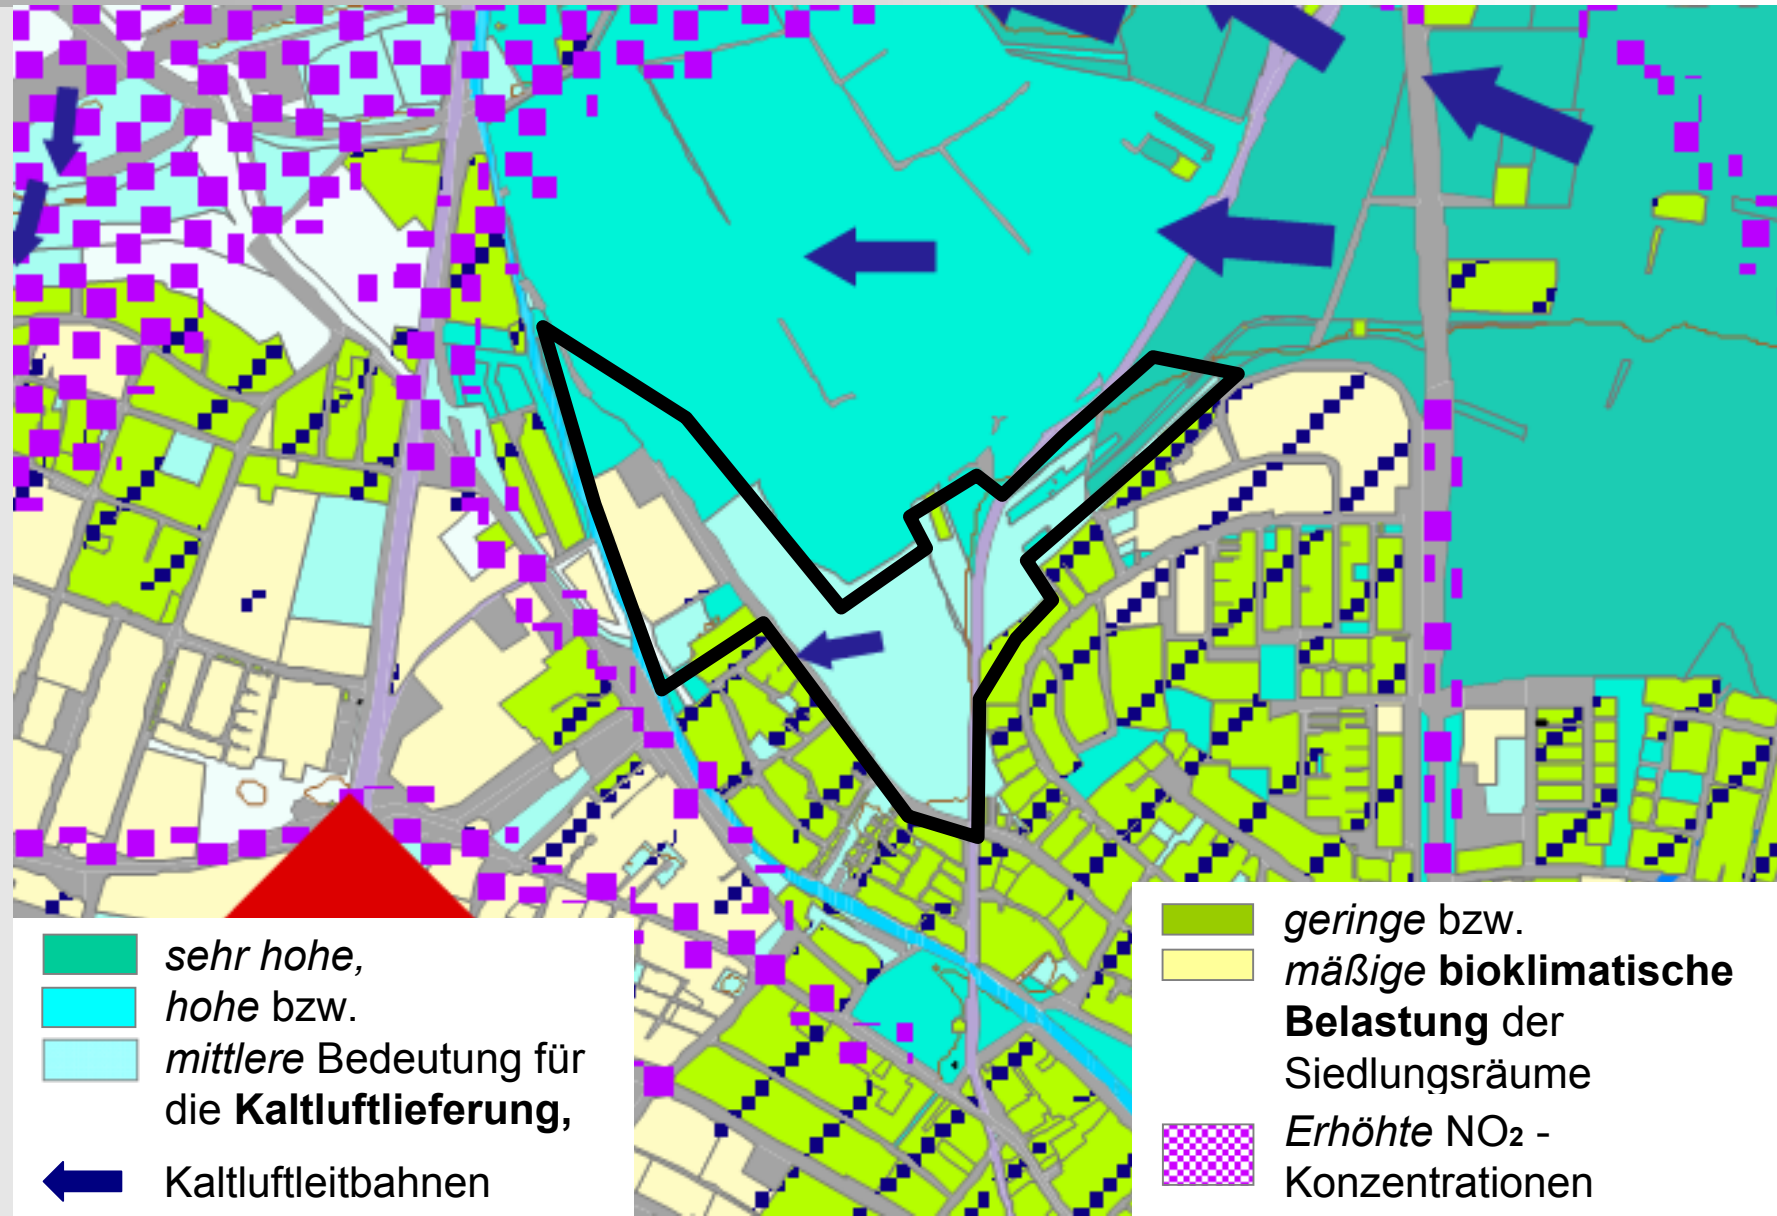 sehr hohe,
hohe bzw.
mittlere Bedeutung für
die Kaltluftlieferung,
Kaltluftleitbahnen
geringe bzw.
mäßige bioklimatische
Belastung der
Siedlungsräume
Erhöhte NO₂ -
Konzentrationen